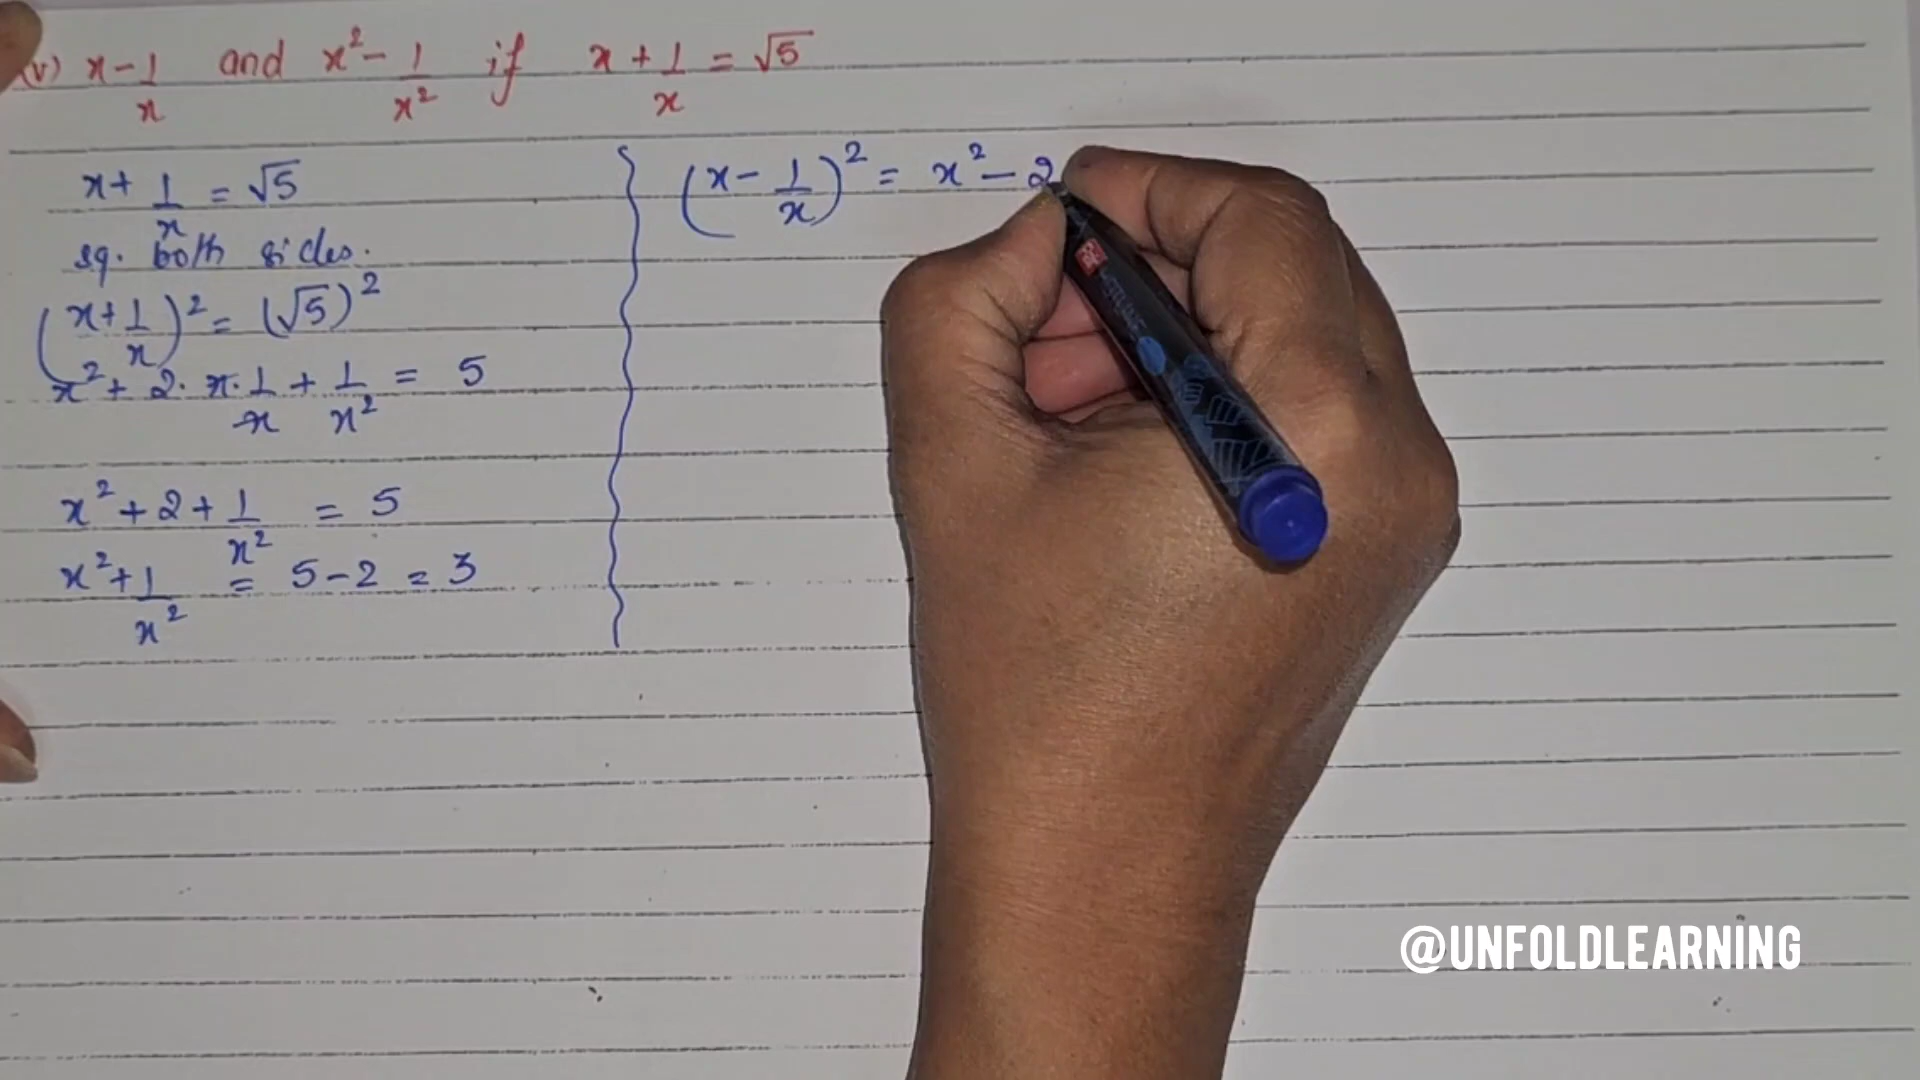 (v) x - 1/x and x² - 1/x² if x + 1/x = √5
x + 1/x = √5
sq. both sides.
(x + 1/x)² = (√5)²
x² + 2 · x · 1/x + 1/x² = 5
x² + 2 + 1/x² = 5
x² + 1/x² = 5 - 2 = 3
(x - 1/x)² = x² - 2
@UNFOLDLEARNING